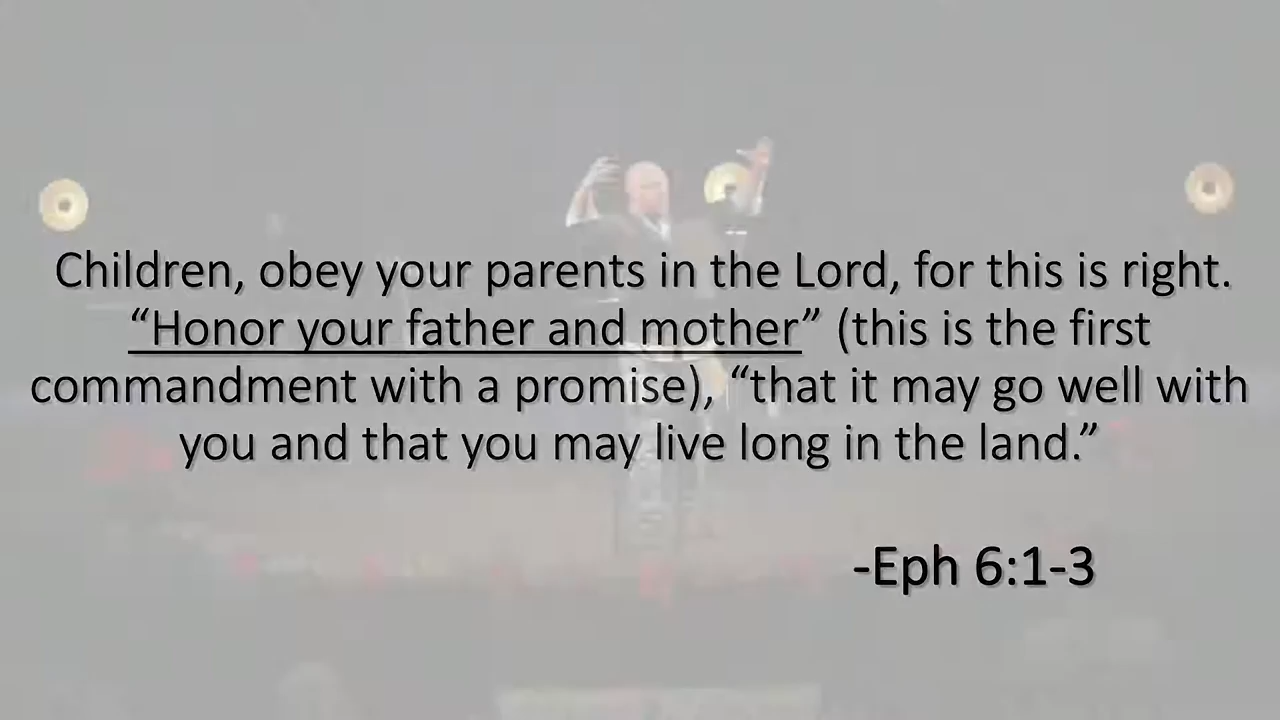 Children, obey your parents in the Lord, for this is right.
“Honor your father and mother” (this is the first
commandment with a promise), “that it may go well with
you and that you may live long in the land.”
-Eph 6:1-3